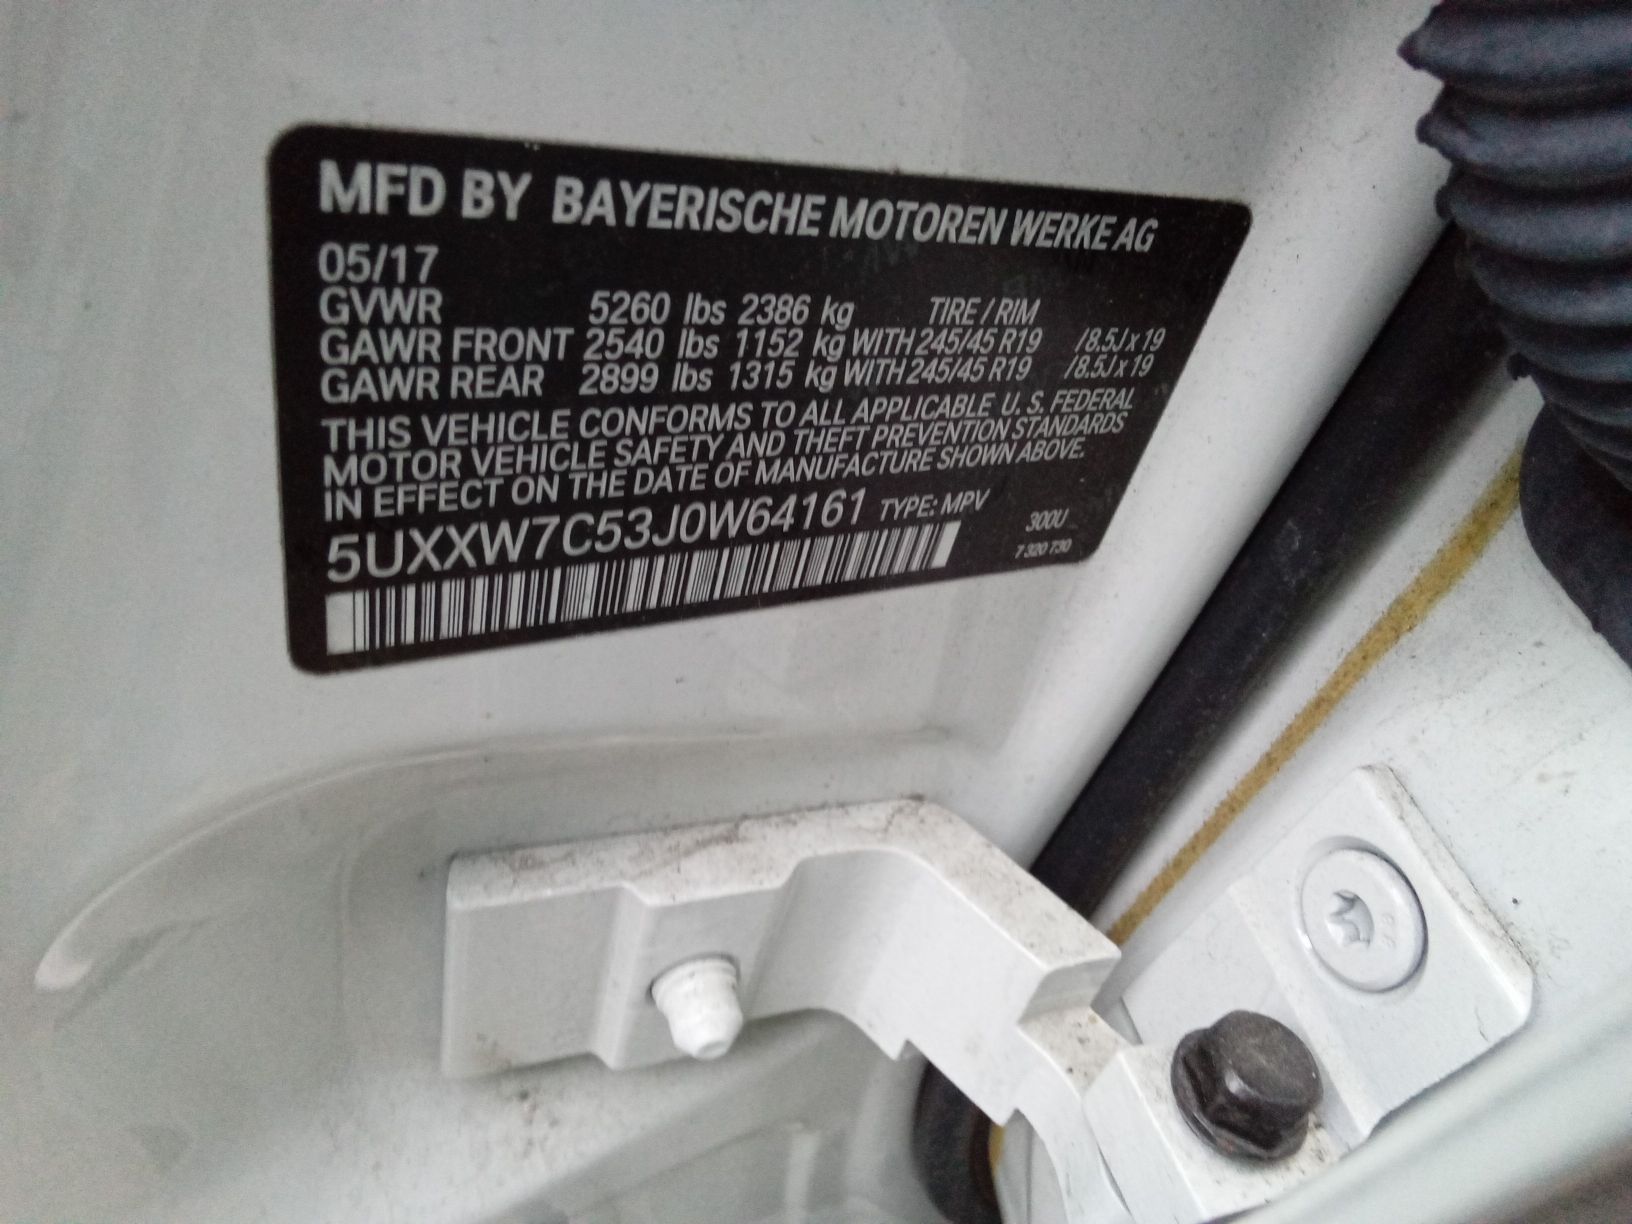 MFD BY BAYERISCHE MOTOREN WERKE AG
05/17
GVWR 5260 lbs 2386 kg TIRE / RIM
GAWR FRONT 2540 lbs 1152 kg WITH 245/45 R19 /8.5J x 19
GAWR REAR 2899 lbs 1315 kg WITH 245/45 R19 /8.5J x 19
THIS VEHICLE CONFORMS TO ALL APPLICABLE U. S. FEDERAL
MOTOR VEHICLE SAFETY AND THEFT PREVENTION STANDARDS
IN EFFECT ON THE DATE OF MANUFACTURE SHOWN ABOVE.
5UXXW7C53J0W64161 TYPE: MPV
300U
7 320 730